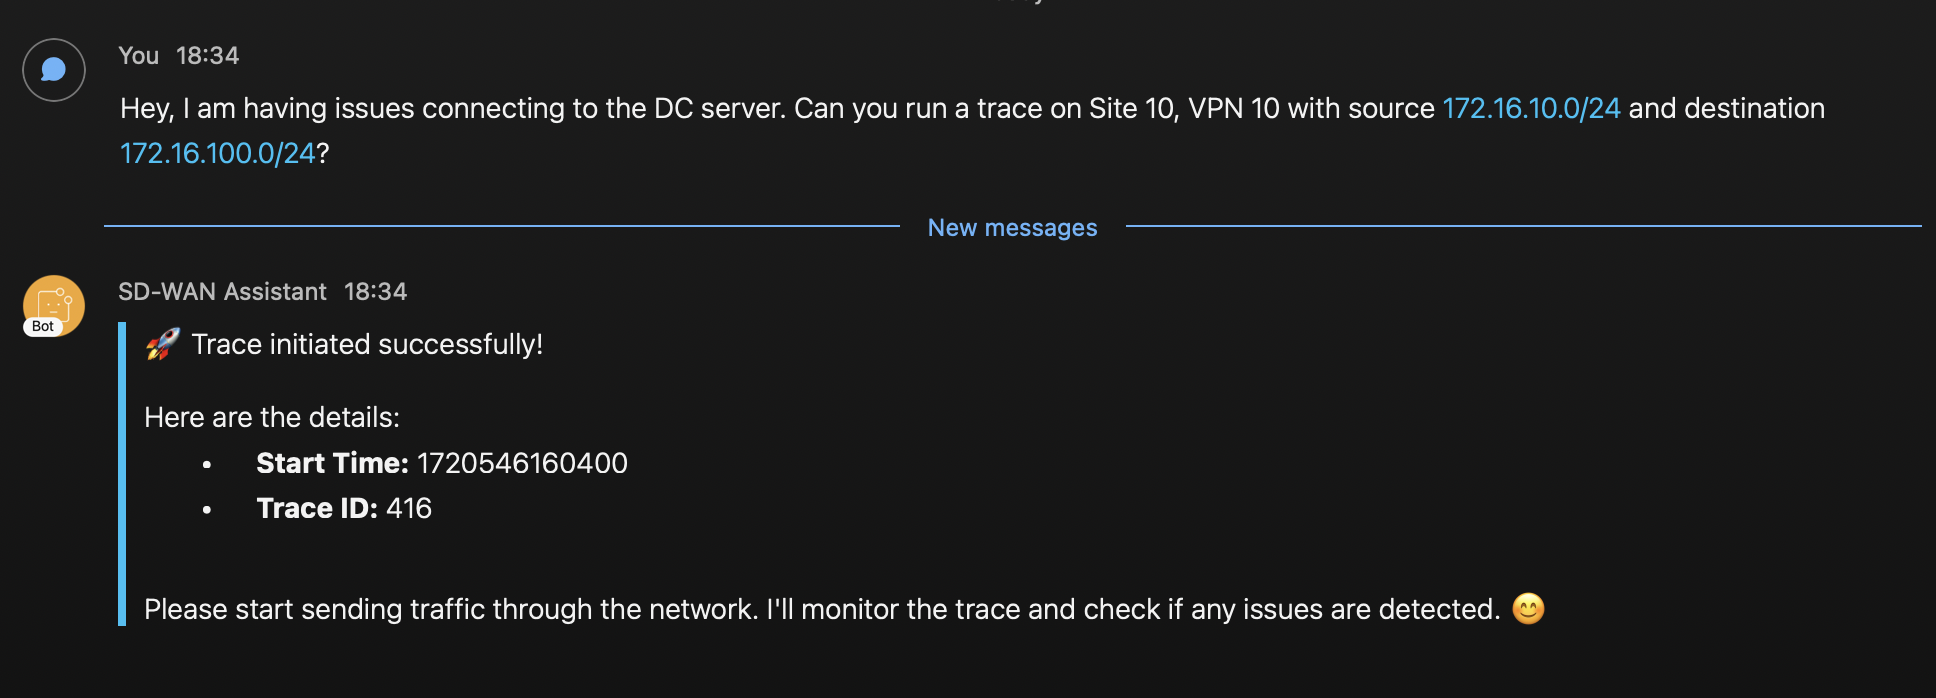 You 18:34
Hey, I am having issues connecting to the DC server. Can you run a trace on Site 10, VPN 10 with source 172.16.10.0/24 and destination
172.16.100.0/24?
New messages
SD-WAN Assistant 18:34
Bot
🚀 Trace initiated successfully!
Here are the details:
• Start Time: 1720546160400
• Trace ID: 416
Please start sending traffic through the network. I'll monitor the trace and check if any issues are detected. 😊